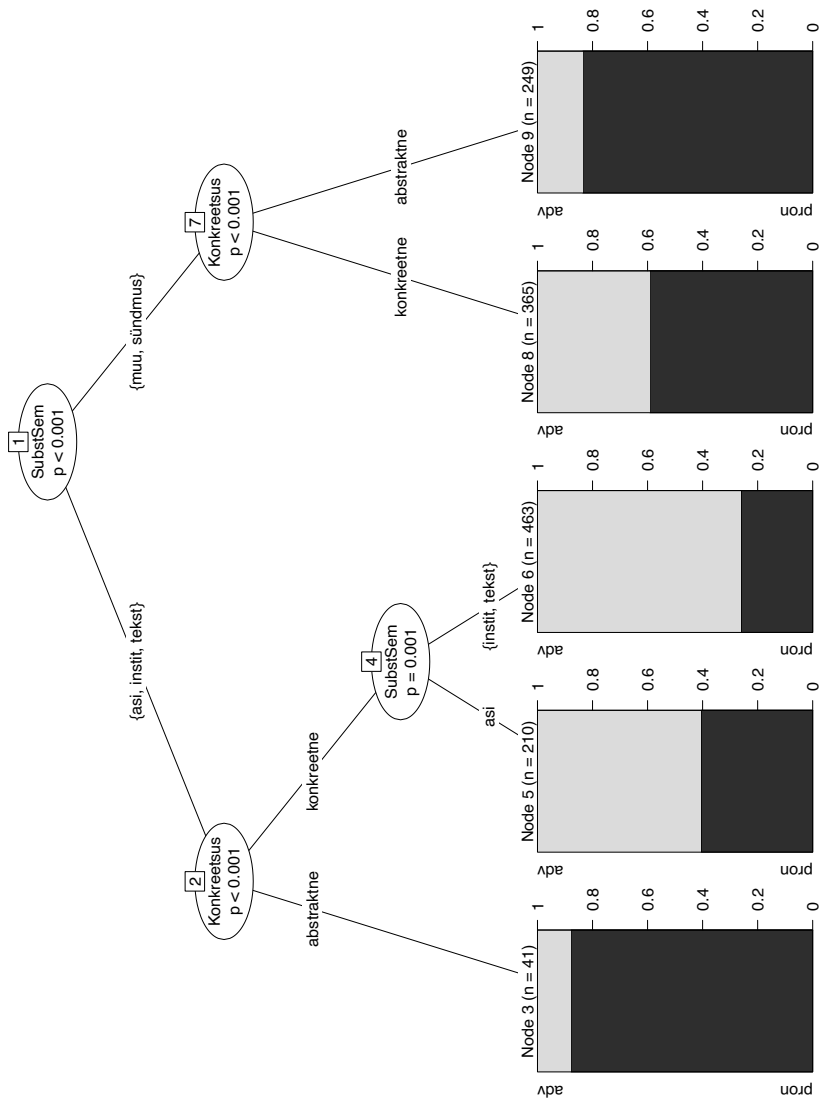 1
SubstSem
p < 0.001
{asi, instit, tekst}
{muu, sündmus}
2
Konkreetsus
p < 0.001
abstraktne
konkreetne
Node 3 (n = 41)
pron
adv
0
0.2
0.4
0.6
0.8
1
4
SubstSem
p = 0.001
asi
{instit, tekst}
Node 5 (n = 210)
pron
adv
0
0.2
0.4
0.6
0.8
1
Node 6 (n = 463)
pron
adv
0
0.2
0.4
0.6
0.8
1
7
Konkreetsus
p < 0.001
konkreetne
abstraktne
Node 8 (n = 365)
pron
adv
0
0.2
0.4
0.6
0.8
1
Node 9 (n = 249)
pron
adv
0
0.2
0.4
0.6
0.8
1